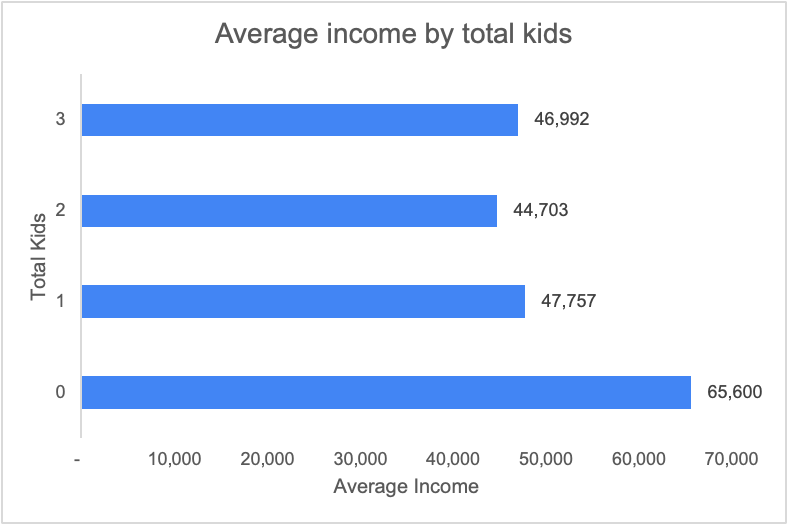 Average income by total kids
Total Kids
3 46,992
2 44,703
1 47,757
0 65,600
- 10,000 20,000 30,000 40,000 50,000 60,000 70,000
Average Income